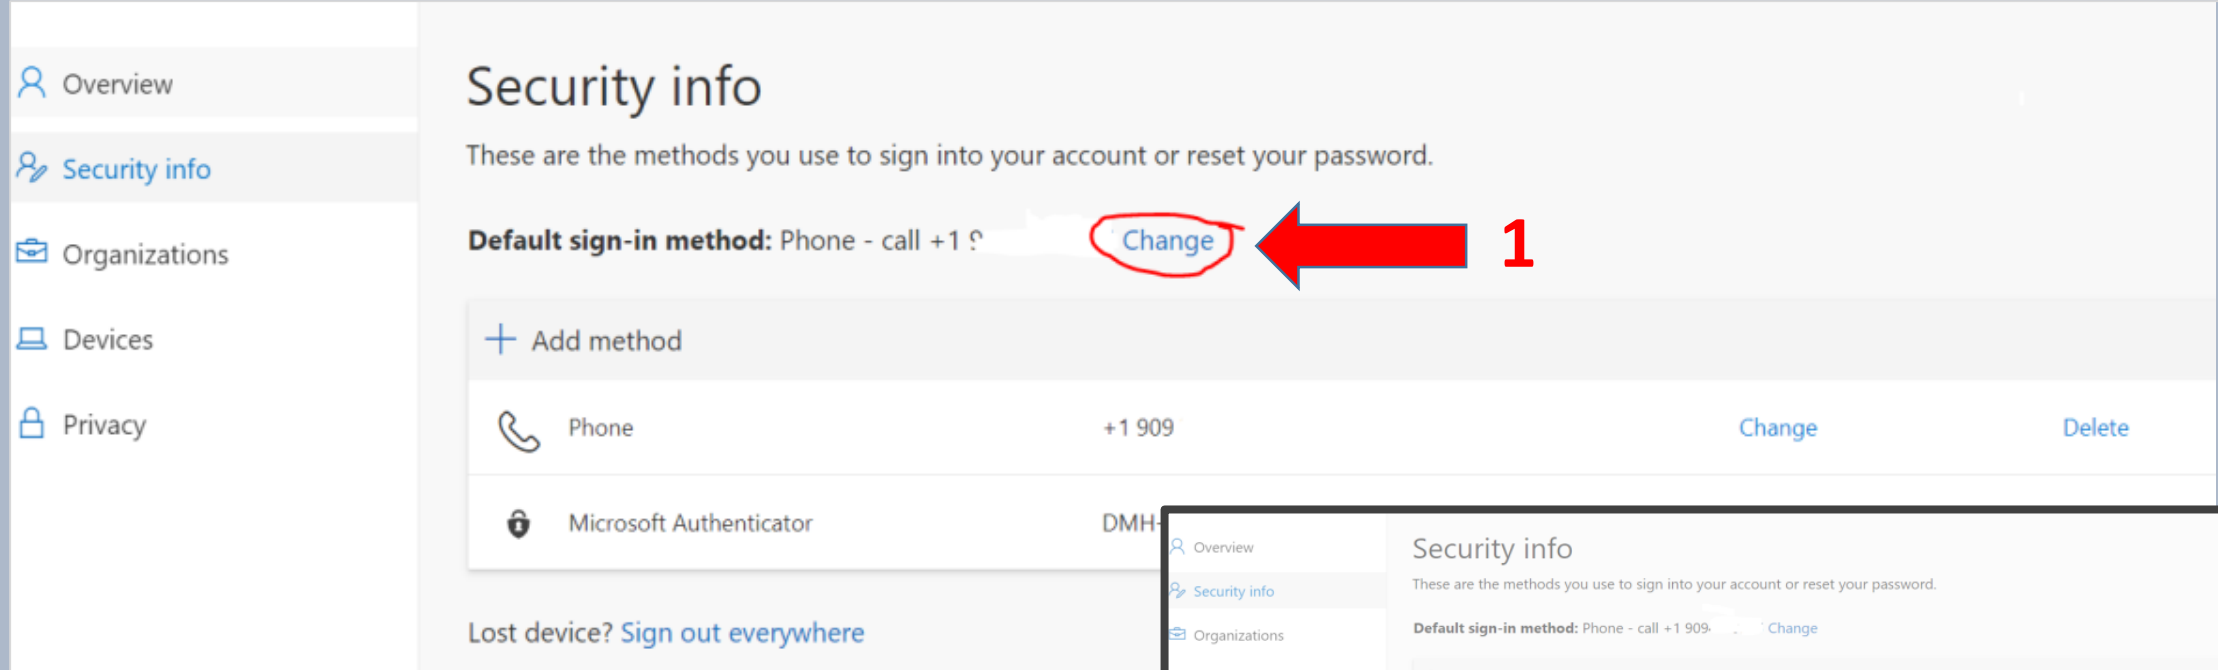 Overview
Security info
Organizations
Devices
Privacy
Security info
These are the methods you use to sign into your account or reset your password.
Default sign-in method: Phone - call +1 9 Change
1
Add method
Phone +1 909 Change Delete
Microsoft Authenticator DMH-
Lost device? Sign out everywhere
Overview
Security info
Organizations
Security info
These are the methods you use to sign into your account or reset your password.
Default sign-in method: Phone - call +1 909 Change